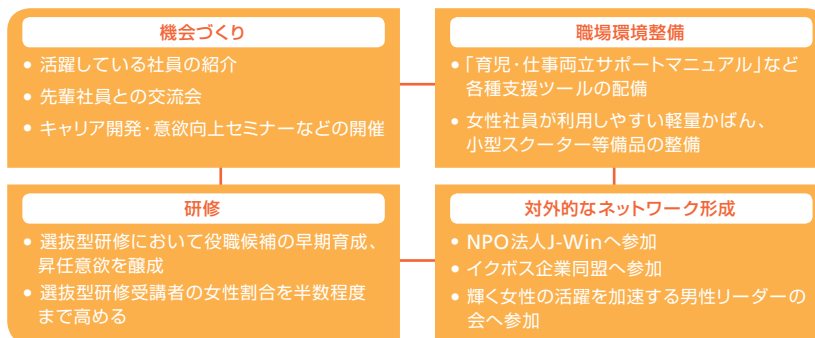 機会づくり
• 活躍している社員の紹介
• 先輩社員との交流会
• キャリア開発・意欲向上セミナーなどの開催
職場環境整備
• 「育児・仕事両立サポートマニュアル」など
各種支援ツールの配備
• 女性社員が利用しやすい軽量かばん、
小型スクーター等備品の整備
研修
• 選抜型研修において役職候補の早期育成、
昇任意欲を醸成
• 選抜型研修受講者の女性割合を半数程度
まで高める
対外的なネットワーク形成
• NPO法人J-Winへ参加
• イクボス企業同盟へ参加
• 輝く女性の活躍を加速する男性リーダーの
会へ参加